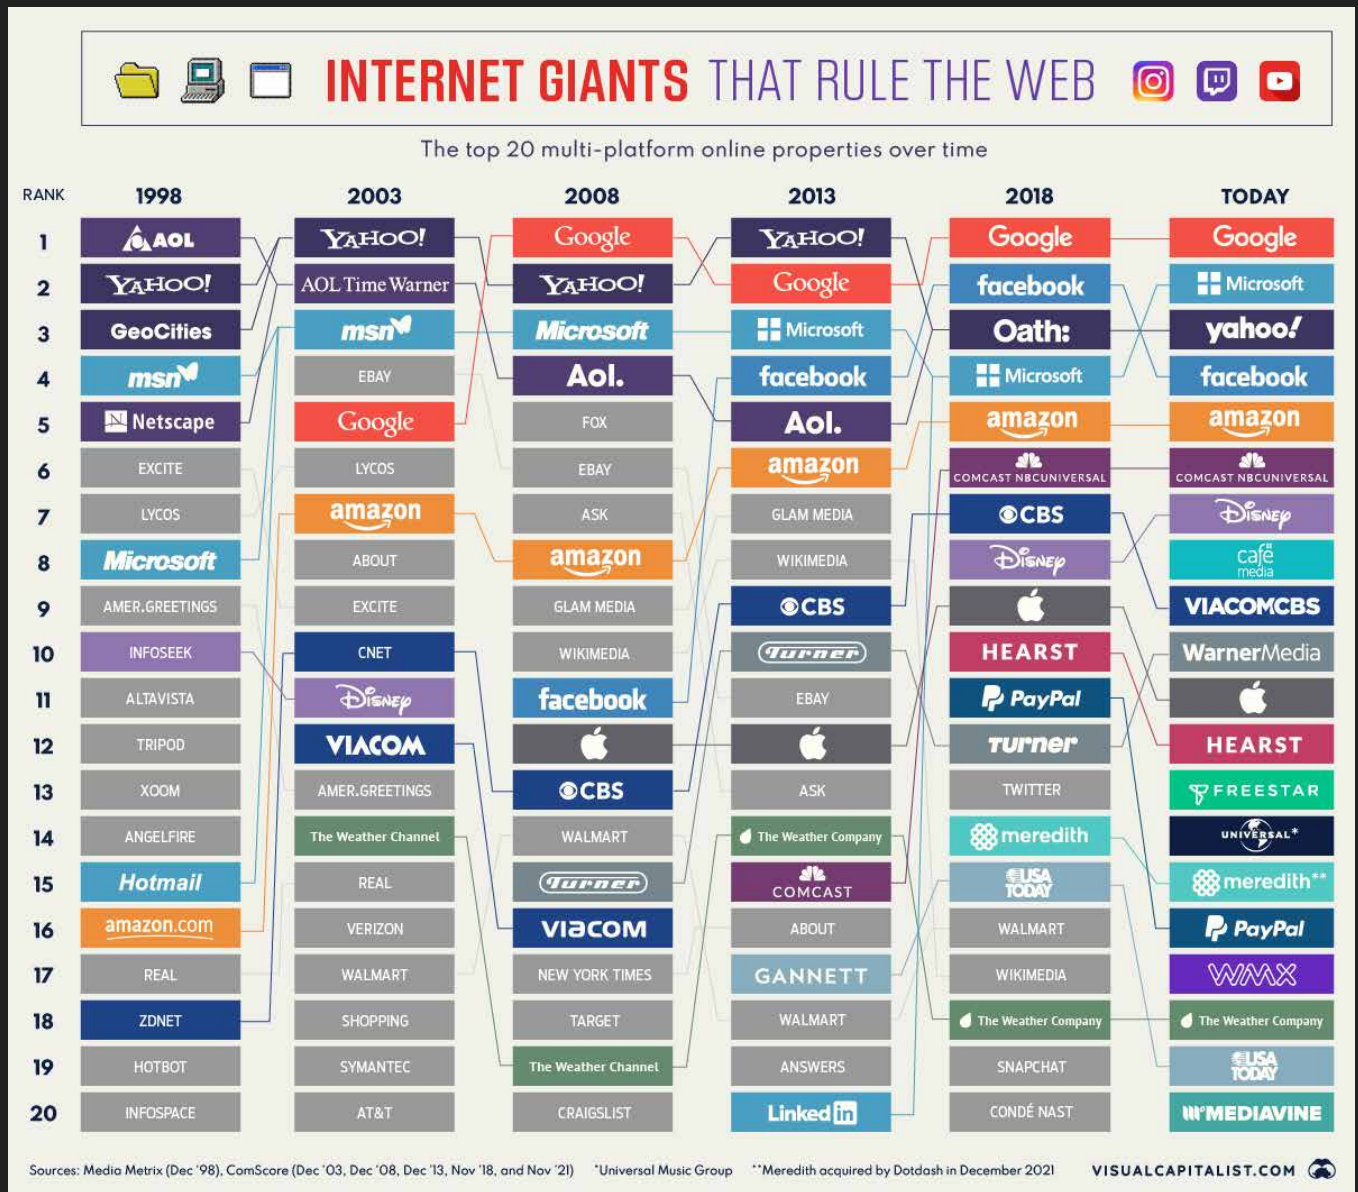 INTERNET GIANTS THAT RULE THE WEB
The top 20 multi-platform online properties over time
RANK 1998 2003 2008 2013 2018 TODAY
1 AOL YAHOO! Google YAHOO! Google Google
2 YAHOO! AOL Time Warner YAHOO! Google facebook Microsoft
3 GeoCities msn Microsoft Microsoft Oath: yahoo!
4 msn EBAY Aol. facebook Microsoft facebook
5 Netscape Google FOX Aol. amazon amazon
6 EXCITE LYCOS EBAY amazon COMCAST NBCUNIVERSAL COMCAST NBCUNIVERSAL
7 LYCOS amazon ASK GLAM MEDIA CBS Disney
8 Microsoft ABOUT amazon WIKIMEDIA Disney café media
9 AMER.GREETINGS EXCITE GLAM MEDIA CBS VIACOMCBS
10 INFOSEEK CNET WIKIMEDIA Turner HEARST WarnerMedia
11 ALTAVISTA Disney facebook EBAY PayPal
12 TRIPOD VIACOM Turner HEARST
13 XOOM AMER.GREETINGS CBS ASK TWITTER FREESTAR
14 ANGELFIRE The Weather Channel WALMART The Weather Company meredith UNIVERSAL*
15 Hotmail REAL Turner COMCAST USA TODAY meredith**
16 amazon.com VERIZON VIACOM ABOUT WALMART PayPal
17 REAL WALMART NEW YORK TIMES GANNETT WIKIMEDIA WMX
18 ZDNET SHOPPING TARGET WALMART The Weather Company The Weather Company
19 HOTBOT SYMANTEC The Weather Channel ANSWERS SNAPCHAT USA TODAY
20 INFOSPACE AT&T CRAIGSLIST Linked in CONDÉ NAST MEDIAVINE
Sources: Media Metrix (Dec '98), ComScore (Dec '03, Dec '08, Dec '13, Nov '18, and Nov '21) *Universal Music Group **Meredith acquired by Dotdash in December 2021 VISUALCAPITALIST.COM